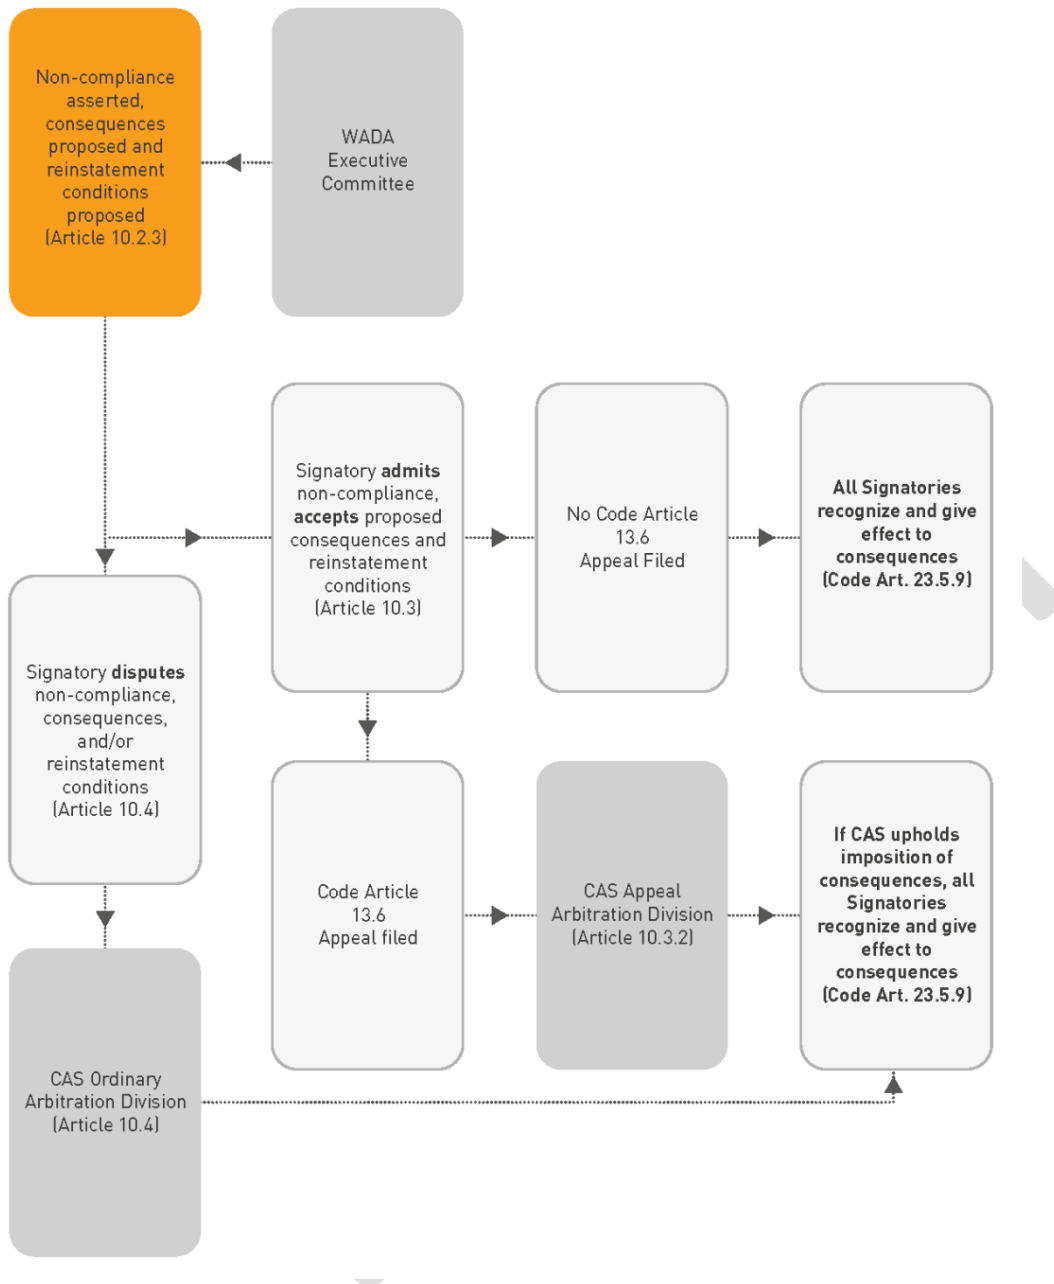 Non-compliance
asserted,
consequences
proposed and
reinstatement
conditions
proposed
(Article 10.2.3)
WADA
Executive
Committee
Signatory admits
non-compliance,
accepts proposed
consequences and
reinstatement
conditions
(Article 10.3)
No Code Article
13.6
Appeal Filed
All Signatories
recognize and give
effect to
consequences
(Code Art. 23.5.9)
Signatory disputes
non-compliance,
consequences,
and/or
reinstatement
conditions
(Article 10.4)
Code Article
13.6
Appeal filed
CAS Appeal
Arbitration Division
(Article 10.3.2)
If CAS upholds
imposition of
consequences, all
Signatories
recognize and give
effect to
consequences
(Code Art. 23.5.9)
CAS Ordinary
Arbitration Division
(Article 10.4)